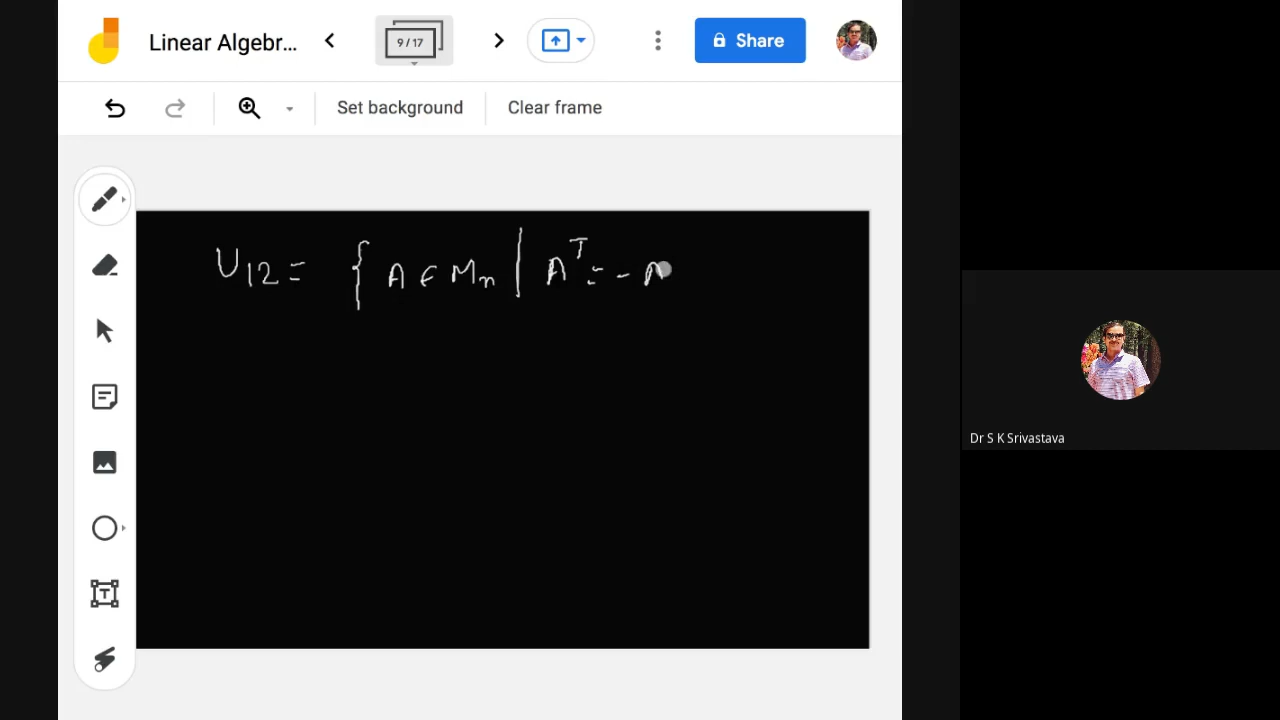 Linear Algebr...
9 / 17
Share
Set background
Clear frame
U12 = { A ∈ Mn | A^T = - A
T
Dr S K Srivastava